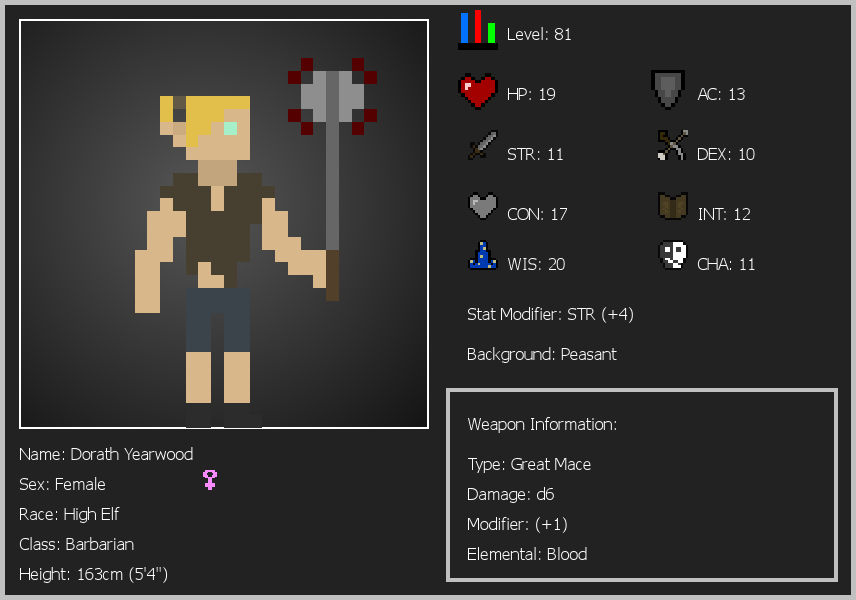 Level: 81
HP: 19
AC: 13
STR: 11
DEX: 10
CON: 17
INT: 12
WIS: 20
CHA: 11
Stat Modifier: STR (+4)
Background: Peasant
Weapon Information:
Type: Great Mace
Damage: d6
Modifier: (+1)
Elemental: Blood
Name: Dorath Yearwood
Sex: Female
Race: High Elf
Class: Barbarian
Height: 163cm (5'4")